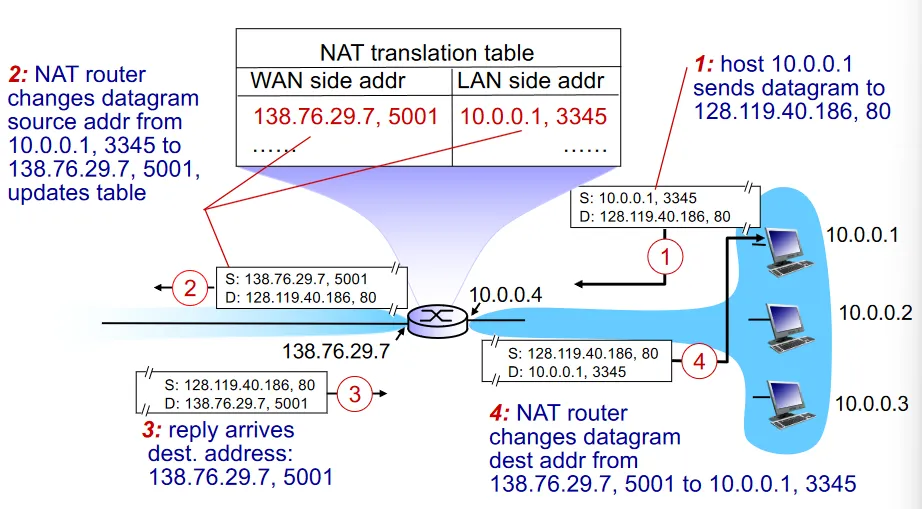 NAT translation table
WAN side addr LAN side addr
138.76.29.7, 5001 10.0.0.1, 3345
…… ……
2: NAT router
changes datagram
source addr from
10.0.0.1, 3345 to
138.76.29.7, 5001,
updates table
1: host 10.0.0.1
sends datagram to
128.119.40.186, 80
S: 10.0.0.1, 3345
D: 128.119.40.186, 80
1
10.0.0.1
S: 138.76.29.7, 5001
D: 128.119.40.186, 80
2
10.0.0.4
10.0.0.2
138.76.29.7
S: 128.119.40.186, 80
D: 10.0.0.1, 3345
4
S: 128.119.40.186, 80
D: 138.76.29.7, 5001
3
10.0.0.3
3: reply arrives
dest. address:
138.76.29.7, 5001
4: NAT router
changes datagram
dest addr from
138.76.29.7, 5001 to 10.0.0.1, 3345